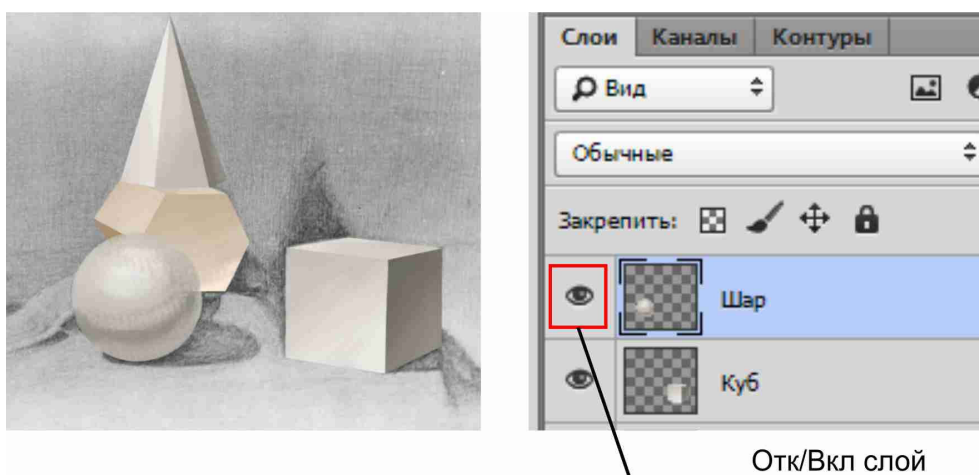 Слои Каналы Контуры
Вид
Обычные
Закрепить:
Шар
Куб
Отк/Вкл слой